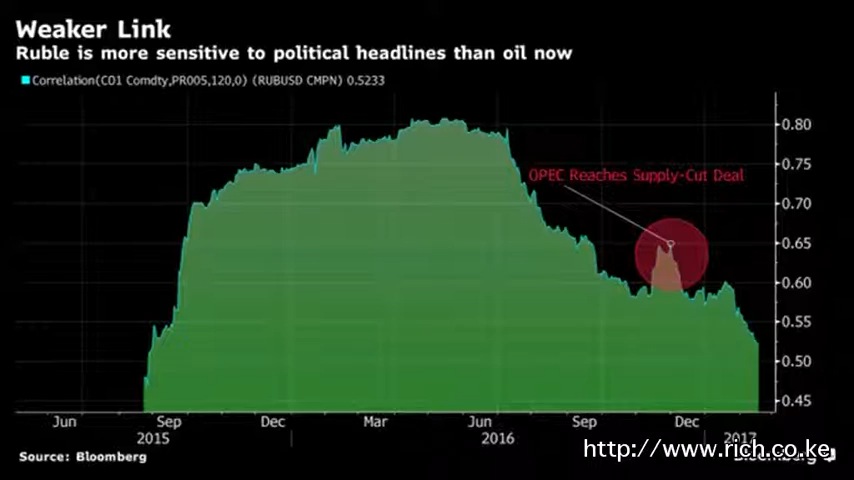 Weaker Link
Ruble is more sensitive to political headlines than oil now
Correlation(CO1 Comdty,PR005,120,0) (RUBUSD CMPN) 0.5233
OPEC Reaches Supply-Cut Deal
0.80
0.75
0.70
0.65
0.60
0.55
0.50
0.45
Jun Sep Dec Mar Jun Sep Dec
2015 2016 2017
http://www.rich.co.ke
Source: Bloomberg
Bloomberg